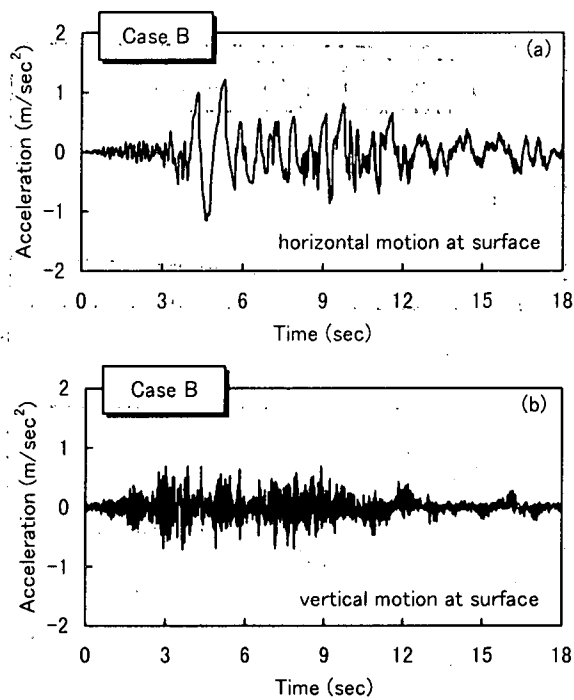 Case B
(a)
Acceleration (m/sec²)
2
1
0
-1
-2
horizontal motion at surface
0 3 6 9 12 15 18
Time (sec)
Case B
(b)
Acceleration (m/sec²)
2
1
0
-1
-2
vertical motion at surface
0 3 6 9 12 15 18
Time (sec)